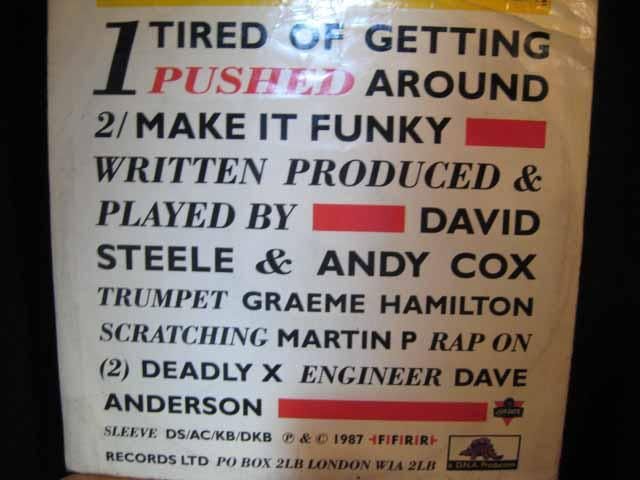 1 TIRED OF GETTING
PUSHED AROUND
2/ MAKE IT FUNKY
WRITTEN PRODUCED &
PLAYED BY DAVID
STEELE & ANDY COX
TRUMPET GRAEME HAMILTON
SCRATCHING MARTIN P RAP ON
(2) DEADLY X ENGINEER DAVE
ANDERSON
SLEEVE DS/AC/KB/DKB ℗ & © 1987 FFRR
RECORDS LTD PO BOX 2LB LONDON W1A 2LB
a D.N.A. Production